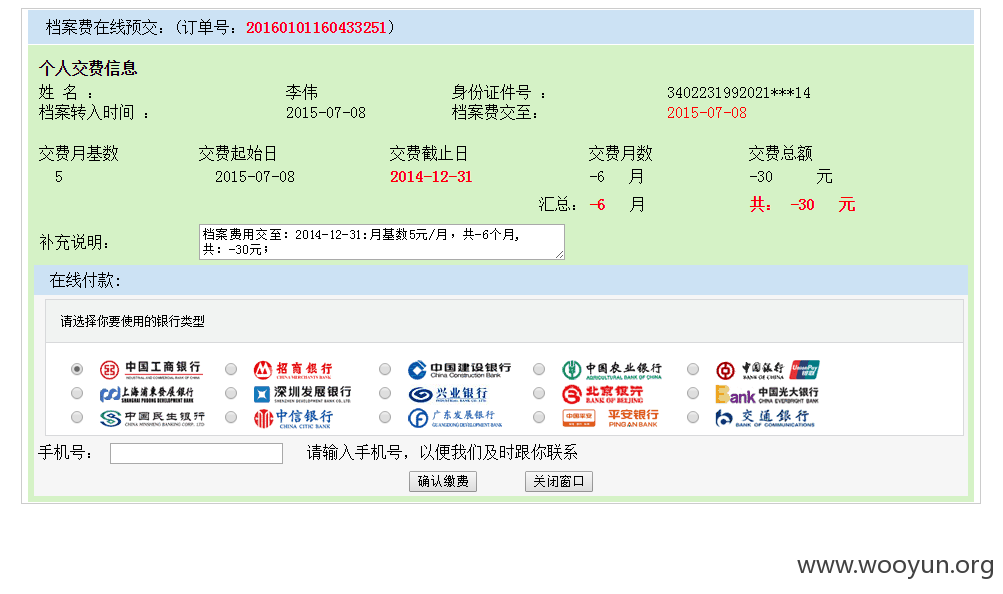 档案费在线预交：(订单号：20160101160433251)
个人交费信息
姓 名 ： 李伟 身份证件号 ： 3402231992021***14
档案转入时间 ： 2015-07-08 档案费交至： 2015-07-08
交费月基数 交费起始日 交费截止日 交费月数 交费总额
5 2015-07-08 2014-12-31 -6 月 -30 元
汇总： -6 月 共： -30 元
补充说明： 档案费用交至：2014-12-31:月基数5元/月，共-6个月,
共：-30元；
在线付款：
请选择你要使用的银行类型
中国工商银行 招商银行 中国建设银行 中国农业银行 中国银行 UnionPay
INDUSTRIAL AND COMMERCIAL BANK OF CHINA CHINA MERCHANTS BANK China Construction Bank AGRICULTURAL BANK OF CHINA BANK OF CHINA
上海浦东发展银行 深圳发展银行 兴业银行 北京银行 Bank 中国光大银行
SHANGHAI PUDONG DEVELOPMENT BANK SHENZHEN DEVELOPMENT BANK CO., LTD. INDUSTRIAL BANK CO.,LTD. BANK OF BEIJING CHINA EVERBRIGHT BANK
中国民生银行 中信银行 广东发展银行 中国平安 平安银行 交通银行
CHINA MINSHENG BANKING CORP., LTD. CHINA CITIC BANK GUANGDONG DEVELOPMENT BANK PING AN BANK BANK OF COMMUNICATIONS
手机号： 请输入手机号，以便我们及时跟你联系
确认缴费 关闭窗口
www.wooyun.org